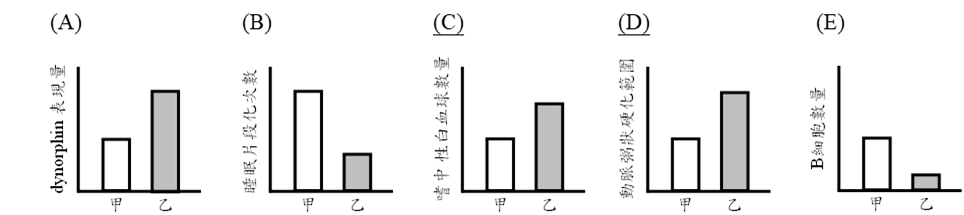 (A)
dynorphin 表現量
甲 乙
(B)
睡眠片段化次數
甲 乙
(C)
嗜中性白血球數量
甲 乙
(D)
動脈粥狀硬化範圍
甲 乙
(E)
B細胞數量
甲 乙